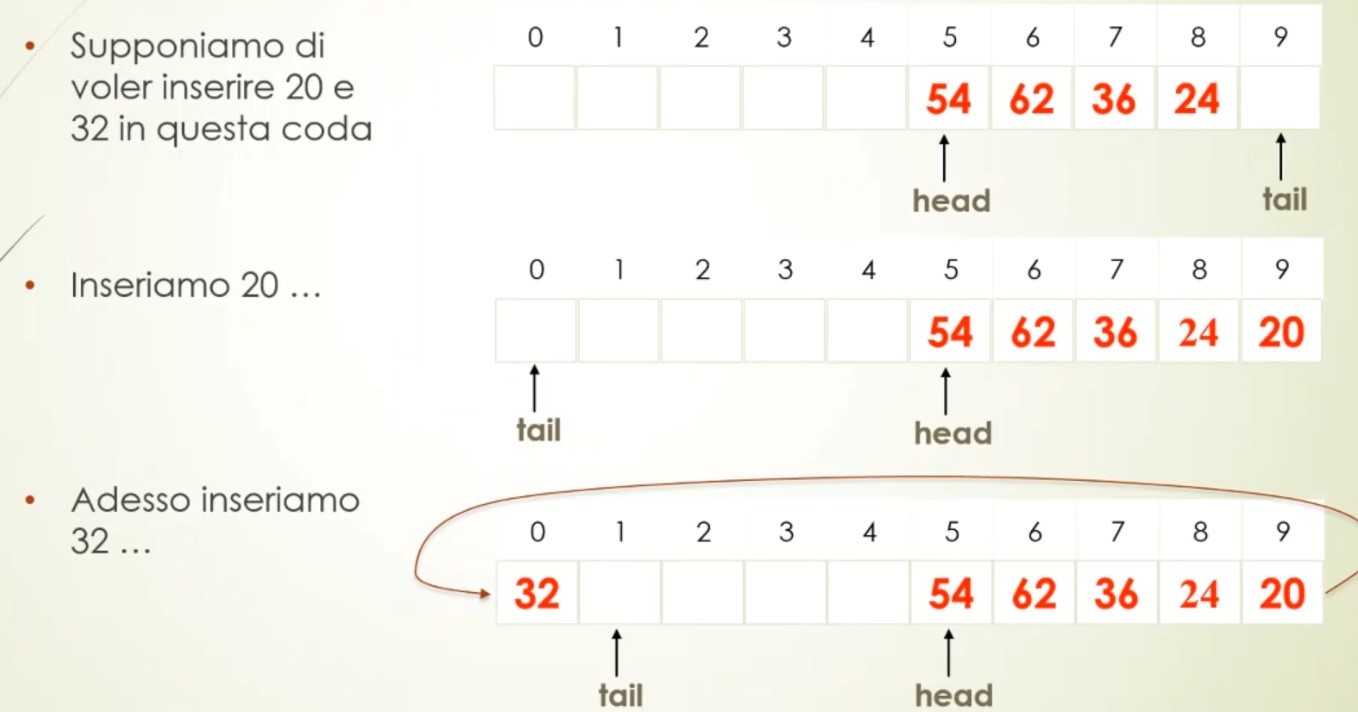 • Supponiamo di
voler inserire 20 e
32 in questa coda
0 1 2 3 4 5 6 7 8 9
54 62 36 24
head tail
• Inseriamo 20 ...
0 1 2 3 4 5 6 7 8 9
54 62 36 24 20
tail head
• Adesso inseriamo
32 ...
0 1 2 3 4 5 6 7 8 9
32 54 62 36 24 20
tail head